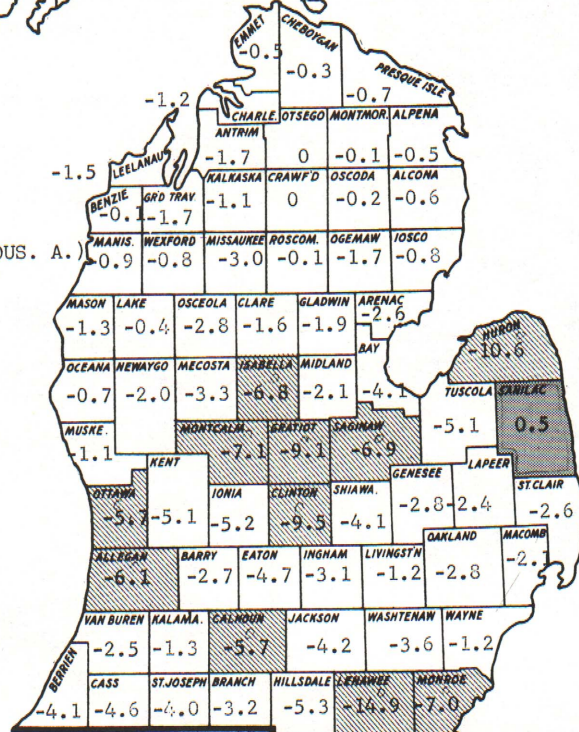 EMMET CHEBOYGAN
-0.5 -0.3 PRESQUE ISLE
-1.2 -0.7
CHARLE. OTSEGO MONTMOR. ALPENA
ANTRIM
-1.5 LEELANAU -1.7 0 -0.1 -0.5
BENZIE GR'D TRAV KALKASKA CRAWF'D OSCODA ALCONA
-0.1 -1.7 -1.1 0 -0.2 -0.6
OUS. A.) MANIS. WEXFORD MISSAUKEE ROSCOM. OGEMAW IOSCO
-0.9 -0.8 -3.0 -0.1 -1.7 -0.8
MASON LAKE OSCEOLA CLARE GLADWIN ARENAC
-1.3 -0.4 -2.8 -1.6 -1.9 -2.6
HURON
-10.6
OCEANA NEWAYGO MECOSTA ISABELLA MIDLAND BAY
-0.7 -2.0 -3.3 -6.8 -2.1 -4.1
TUSCOLA SANILAC
-5.1 0.5
MUSKE. MONTCALM. GRATIOT SAGINAW
-1.1 -7.1 -9.1 -6.9
OTTAWA KENT IONIA CLINTON SHIAWA. GENESEE LAPEER ST. CLAIR
-5.7 -5.1 -5.2 -9.5 -4.1 -2.8 -2.4 -2.6
ALLEGAN BARRY EATON INGHAM LIVINGST'N OAKLAND MACOMB
-6.1 -2.7 -4.7 -3.1 -1.2 -2.8 -2.1
VAN BUREN KALAMA. CALHOUN JACKSON WASHTENAW WAYNE
-2.5 -1.3 -5.7 -4.2 -3.6 -1.2
BERRIEN CASS ST. JOSEPH BRANCH HILLSDALE LENAWEE MONROE
-4.1 -4.6 -4.0 -3.2 -5.3 -14.9 -7.0